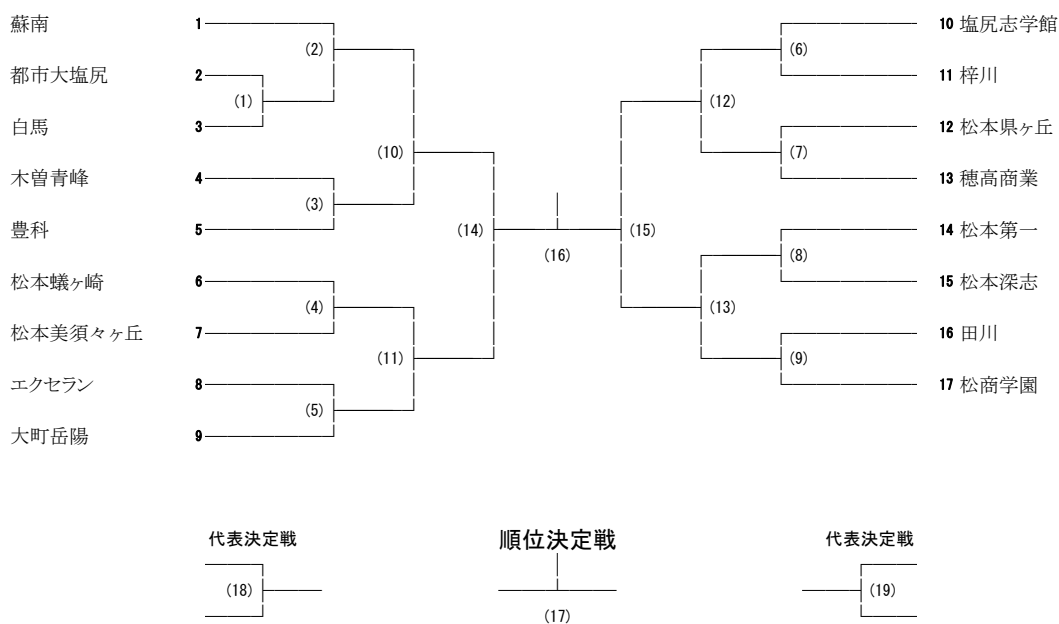 蘇南 1
10 塩尻志学館
(2)
(6)
都市大塩尻 2
11 梓川
(1)
(12)
白馬 3
12 松本県ヶ丘
(10)
(7)
木曽青峰 4
13 穂高商業
(3)
豊科 5
(14)
(15)
14 松本第一
(16)
(8)
松本蟻ヶ崎 6
15 松本深志
(4)
(13)
松本美須々ヶ丘 7
16 田川
(11)
(9)
エクセラン 8
17 松商学園
(5)
大町岳陽 9
代表決定戦
順位決定戦
代表決定戦
(18)
(19)
(17)